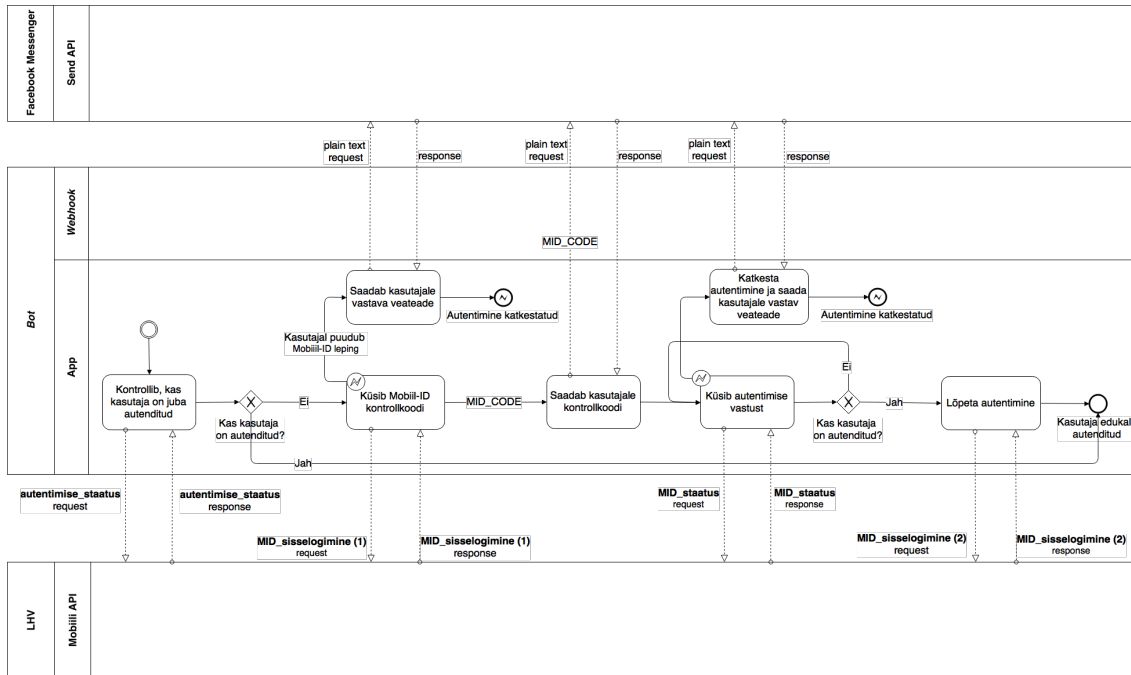 Facebook Messenger
Send API
plain text
request
response
plain text
request
response
plain text
request
response
Bot
Webhook
App
MID_CODE
Saadab kasutajale
vastava veateade
Autentimine katkestatud
Katkesta
autentimine ja saada
kasutajale vastav
veateade
Autentimine katkestatud
Kasutajal puudub
Mobiiil-ID leping
Ei
Kontrollib, kas
kasutaja on juba
autenditud
Ei
Kas kasutaja
on autenditud?
Küsib Mobiil-ID
kontrollkoodi
MID_CODE
Saadab kasutajale
kontrollkoodi
Küsib autentimise
vastust
Kas kasutaja
on autenditud?
Jah
Lõpeta autentimine
Kasutaja edukal
autenditud
Jah
autentimise_staatus
request
autentimise_staatus
response
MID_staatus
request
MID_staatus
response
MID_sisselogimine (1)
request
MID_sisselogimine (1)
response
MID_sisselogimine (2)
request
MID_sisselogimine (2)
response
LHV
Mobiili API